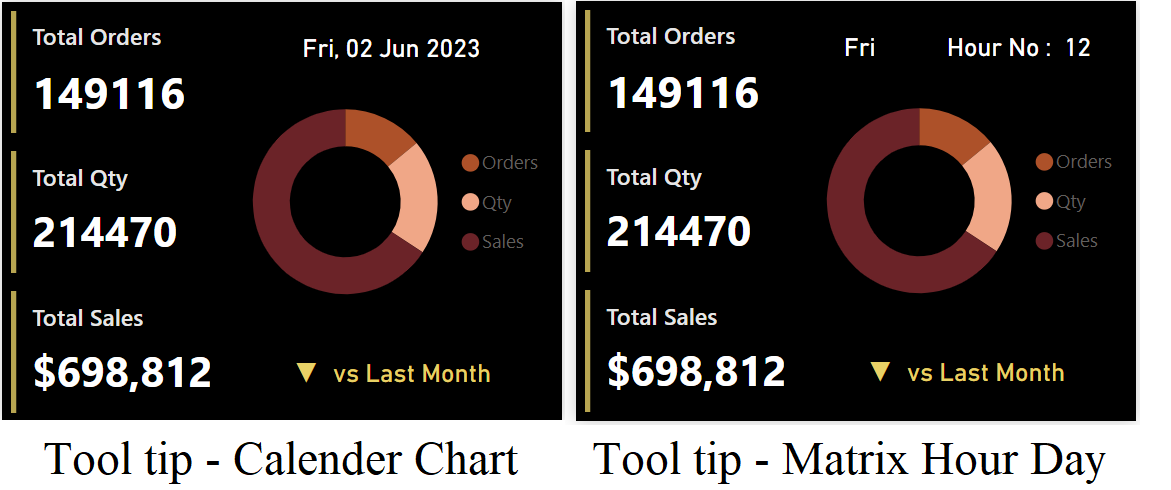 Total Orders
149116
Fri, 02 Jun 2023
Orders
Qty
Sales
Total Qty
214470
Total Sales
$698,812
▼ vs Last Month
Tool tip - Calender Chart
Total Orders
149116
Fri
Hour No : 12
Orders
Qty
Sales
Total Qty
214470
Total Sales
$698,812
▼ vs Last Month
Tool tip - Matrix Hour Day